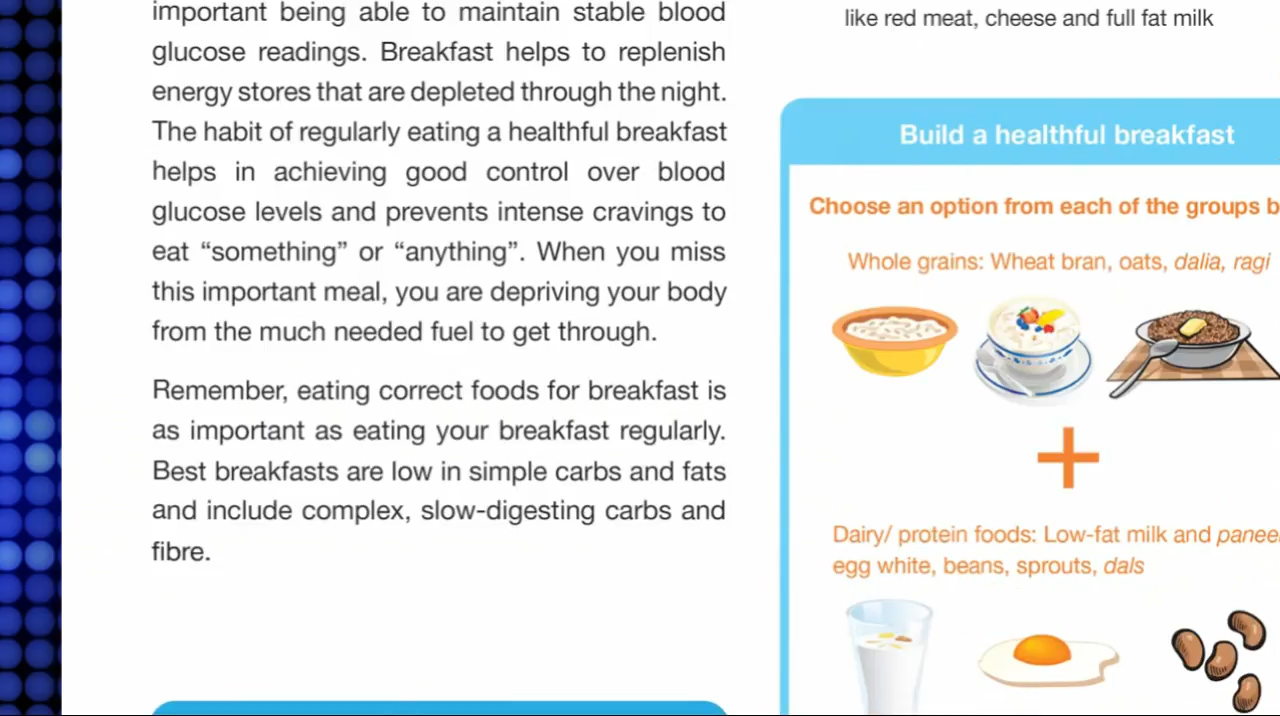 important being able to maintain stable blood
glucose readings. Breakfast helps to replenish
energy stores that are depleted through the night.
The habit of regularly eating a healthful breakfast
helps in achieving good control over blood
glucose levels and prevents intense cravings to
eat “something” or “anything”. When you miss
this important meal, you are depriving your body
from the much needed fuel to get through.
Remember, eating correct foods for breakfast is
as important as eating your breakfast regularly.
Best breakfasts are low in simple carbs and fats
and include complex, slow-digesting carbs and
fibre.
like red meat, cheese and full fat milk
Build a healthful breakfast
Choose an option from each of the groups
Whole grains: Wheat bran, oats, dalia, ragi
+
Dairy/ protein foods: Low-fat milk and
egg white, beans, sprouts, dals